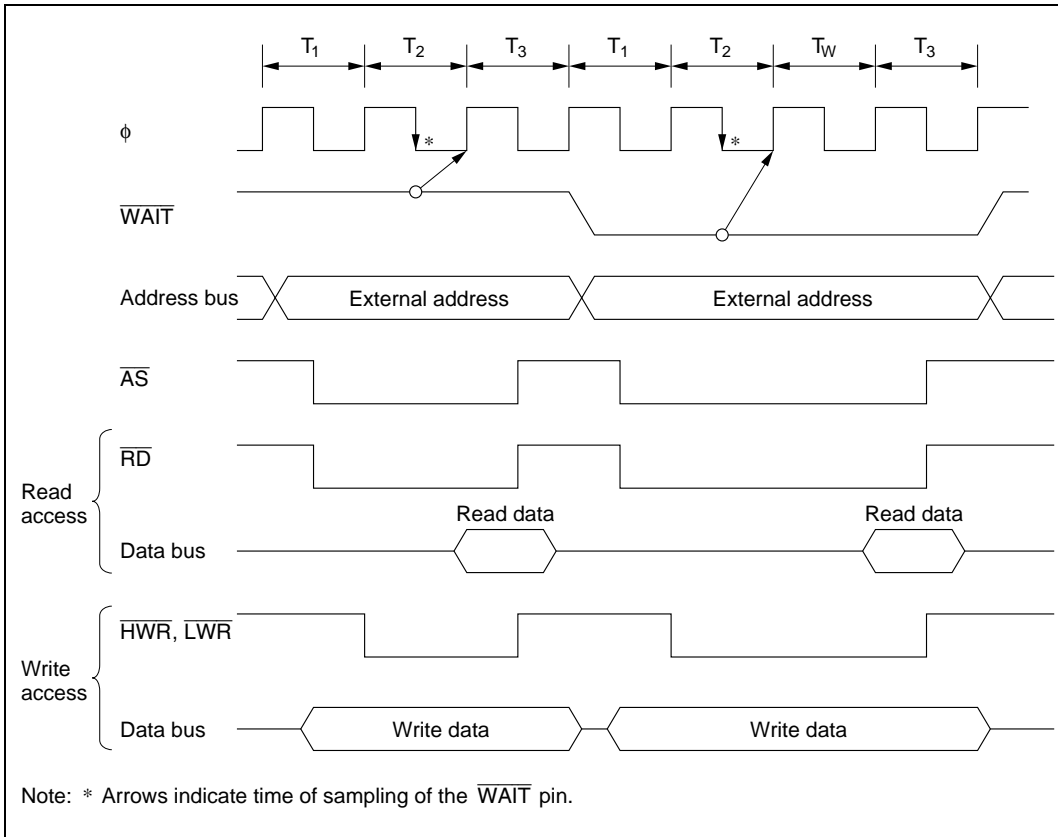 T1 T2 T3 T1 T2 TW T3
ϕ
* *
WAIT
Address bus External address External address
AS
Read access
RD
Read data Read data
Data bus
Write access
HWR, LWR
Data bus Write data Write data
Note: * Arrows indicate time of sampling of the WAIT pin.